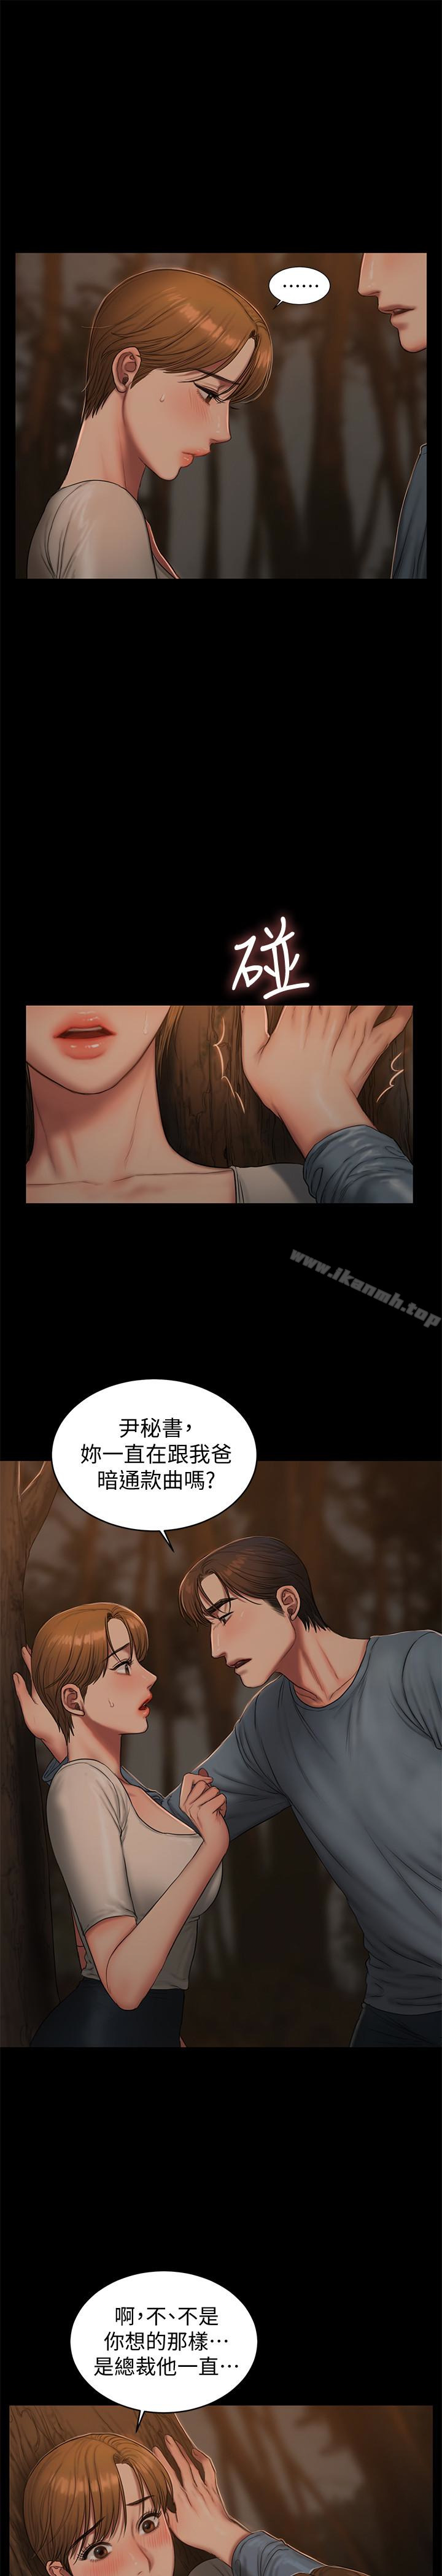 ……
碰
www.ikanmh.top
尹秘書,
妳一直在跟我爸
暗通款曲嗎?
啊,不、不是
你想的那樣…
是總裁他一直…